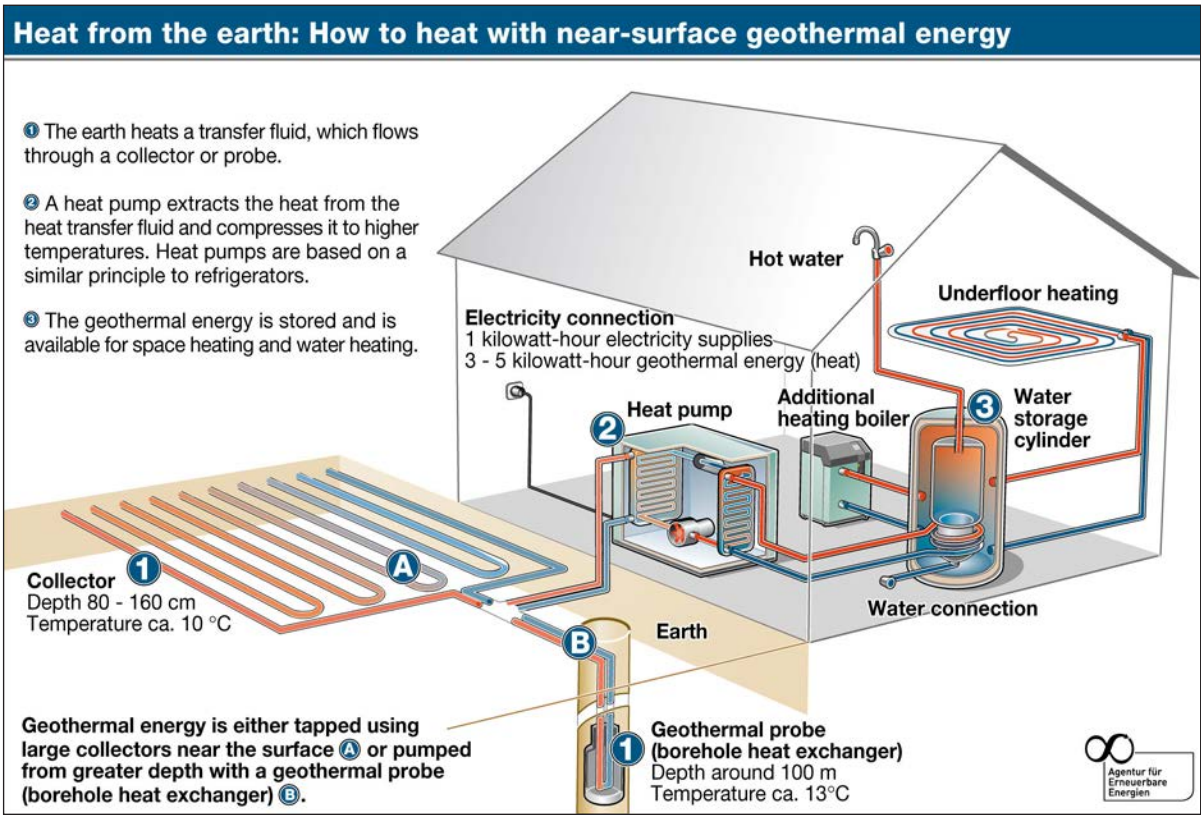 Heat from the earth: How to heat with near-surface geothermal energy
1 The earth heats a transfer fluid, which flows
through a collector or probe.
2 A heat pump extracts the heat from the
heat transfer fluid and compresses it to higher
temperatures. Heat pumps are based on a
similar principle to refrigerators.
3 The geothermal energy is stored and is
available for space heating and water heating.
Hot water
Underfloor heating
Electricity connection
1 kilowatt-hour electricity supplies
3 - 5 kilowatt-hour geothermal energy (heat)
2
Heat pump
Additional
heating boiler
3
Water
storage
cylinder
1
A
Collector
Depth 80 - 160 cm
Temperature ca. 10 °C
Water connection
B
Earth
Geothermal energy is either tapped using
large collectors near the surface A or pumped
from greater depth with a geothermal probe
(borehole heat exchanger) B.
1
Geothermal probe
(borehole heat exchanger)
Depth around 100 m
Temperature ca. 13°C
Agentur für
Erneuerbare
Energien